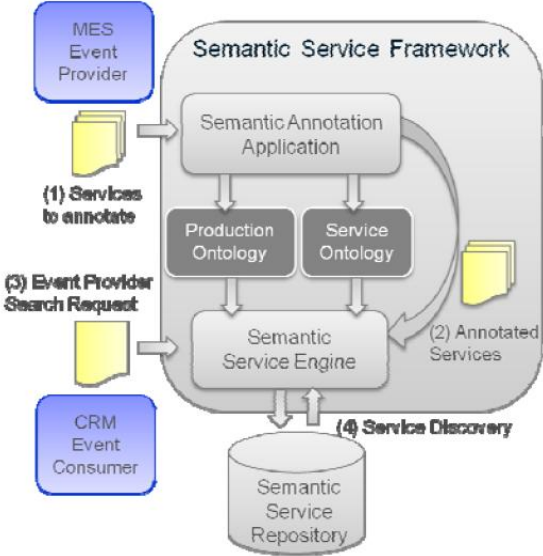 MES
Event
Provider
Semantic Service Framework
Semantic Annotation
Application
(1) Services
to annotate
Production
Ontology
Service
Ontology
(3) Event Provider
Search Request
Semantic
Service Engine
(2) Annotated
Services
CRM
Event
Consumer
(4) Service Discovery
Semantic
Service
Repository